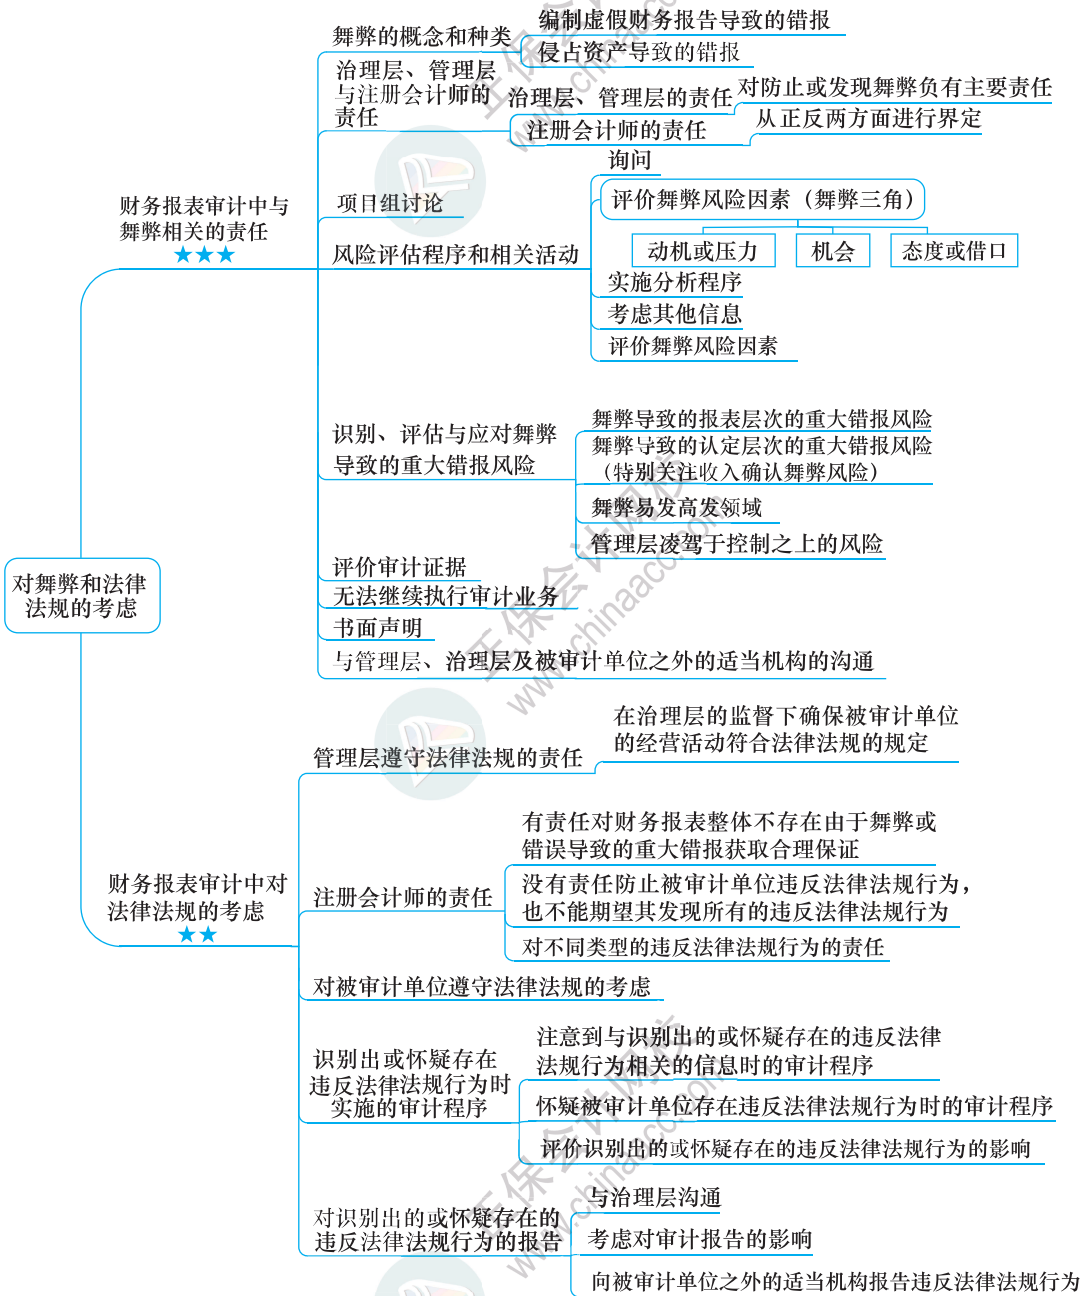 编制虚假财务报告导致的错报
舞弊的概念和种类
侵占资产导致的错报
治理层、管理层
与注册会计师的
责任
治理层、管理层的责任
对防止或发现舞弊负有主要责任
注册会计师的责任
从正反两方面进行界定
财务报表审计中与
舞弊相关的责任
★★★
项目组讨论
风险评估程序和相关活动
询问
评价舞弊风险因素（舞弊三角）
动机或压力
机会
态度或借口
实施分析程序
考虑其他信息
评价舞弊风险因素
识别、评估与应对舞弊
导致的重大错报风险
舞弊导致的报表层次的重大错报风险
舞弊导致的认定层次的重大错报风险
（特别关注收入确认舞弊风险）
舞弊易发高发领域
管理层凌驾于控制之上的风险
评价审计证据
无法继续执行审计业务
书面声明
与管理层、治理层及被审计单位之外的适当机构的沟通
对舞弊和法律
法规的考虑
管理层遵守法律法规的责任
在治理层的监督下确保被审计单位
的经营活动符合法律法规的规定
财务报表审计中对
法律法规的考虑
★★
注册会计师的责任
有责任对财务报表整体不存在由于舞弊或
错误导致的重大错报获取合理保证
没有责任防止被审计单位违反法律法规行为，
也不能期望其发现所有的违反法律法规行为
对不同类型的违反法律法规行为的责任
对被审计单位遵守法律法规的考虑
识别出或怀疑存在
违反法律法规行为时
实施的审计程序
注意到与识别出的或怀疑存在的违反法律
法规行为相关的信息时的审计程序
怀疑被审计单位存在违反法律法规行为时的审计程序
评价识别出的或怀疑存在的违反法律法规行为的影响
对识别出的或怀疑存在的
违反法律法规行为的报告
与治理层沟通
考虑对审计报告的影响
向被审计单位之外的适当机构报告违反法律法规行为
正保会计网校
www.chinaacc.com
正保会计网校
www.chinaacc.com